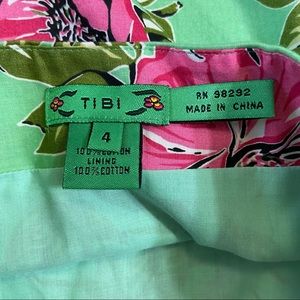 TIBI
RN 98292
MADE IN CHINA
4
100% COTTON
LINING
100% COTTON